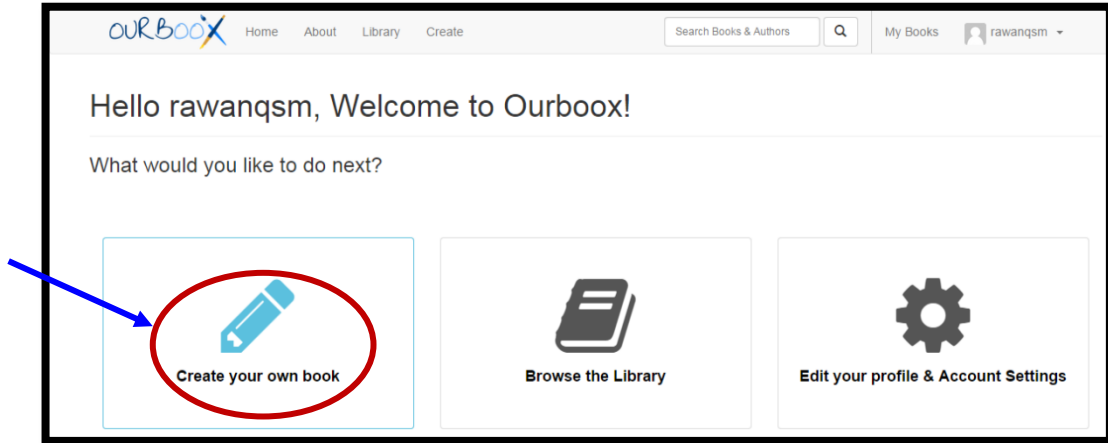 OURBOOX Home About Library Create Search Books & Authors My Books rawanqsm
Hello rawanqsm, Welcome to Ourboox!
What would you like to do next?
Create your own book Browse the Library Edit your profile & Account Settings